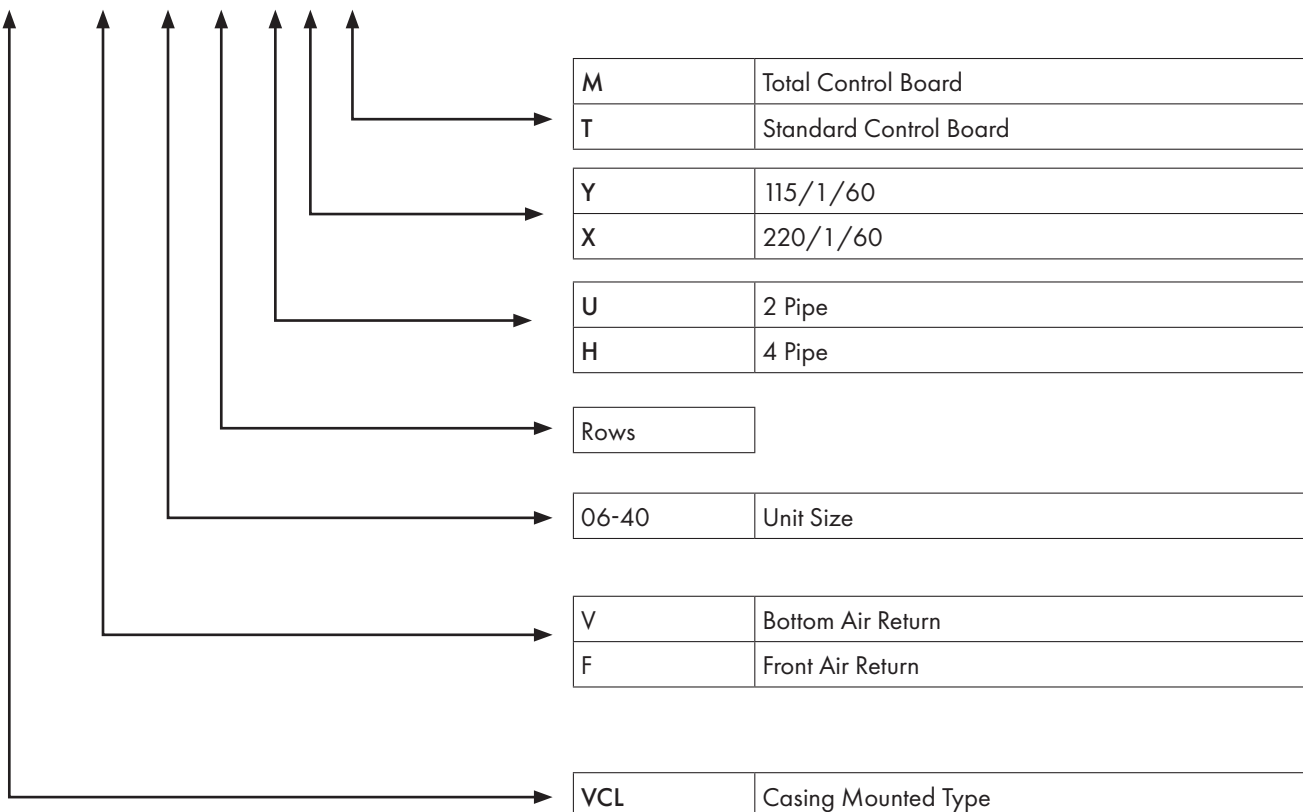 M Total Control Board
T Standard Control Board
Y 115/1/60
X 220/1/60
U 2 Pipe
H 4 Pipe
Rows
06-40 Unit Size
V Bottom Air Return
F Front Air Return
VCL Casing Mounted Type